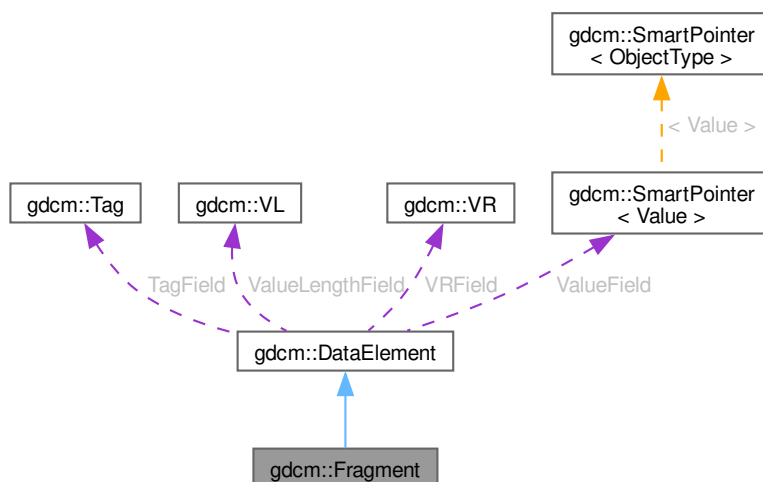 gdcm::SmartPointer
< ObjectType >
< Value >
gdcm::Tag
gdcm::VL
gdcm::VR
gdcm::SmartPointer
< Value >
TagField
ValueLengthField
VRField
ValueField
gdcm::DataElement
gdcm::Fragment